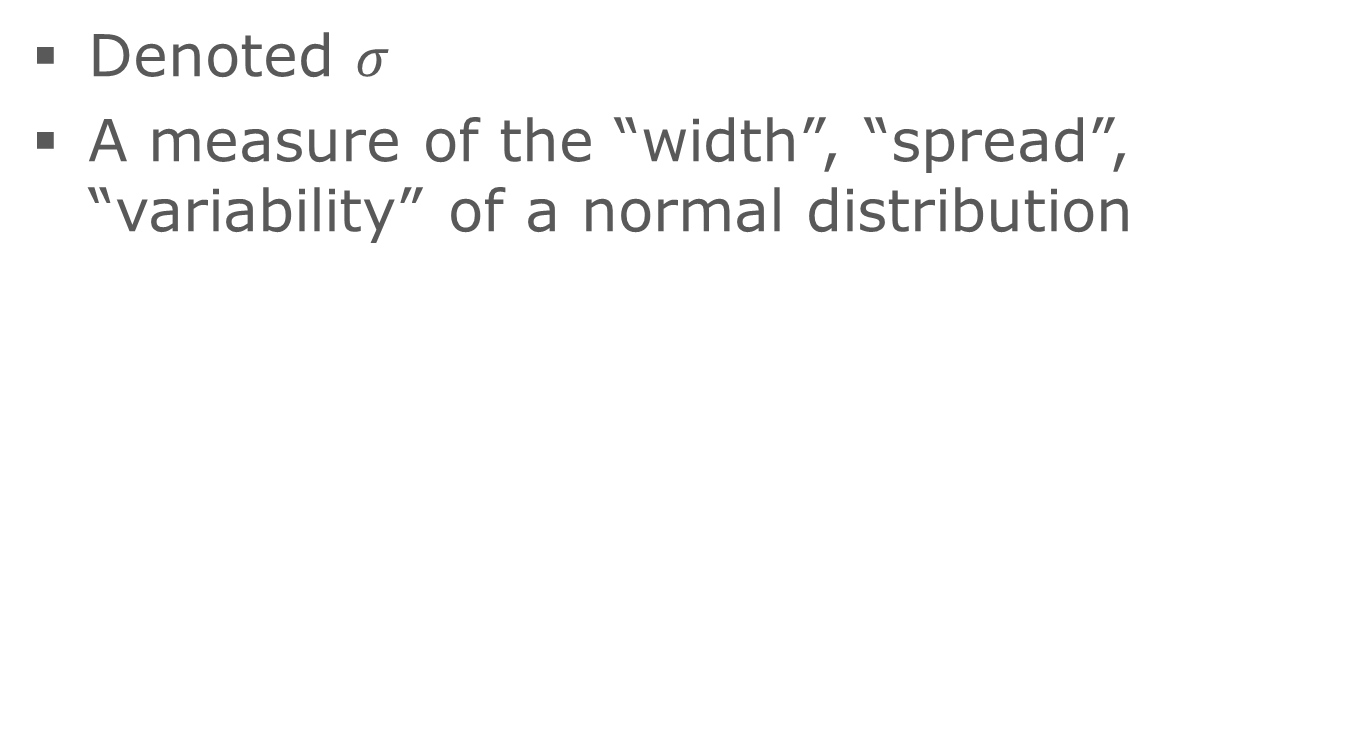 ▪ Denoted 𝜎
▪ A measure of the “width”, “spread”,
“variability” of a normal distribution